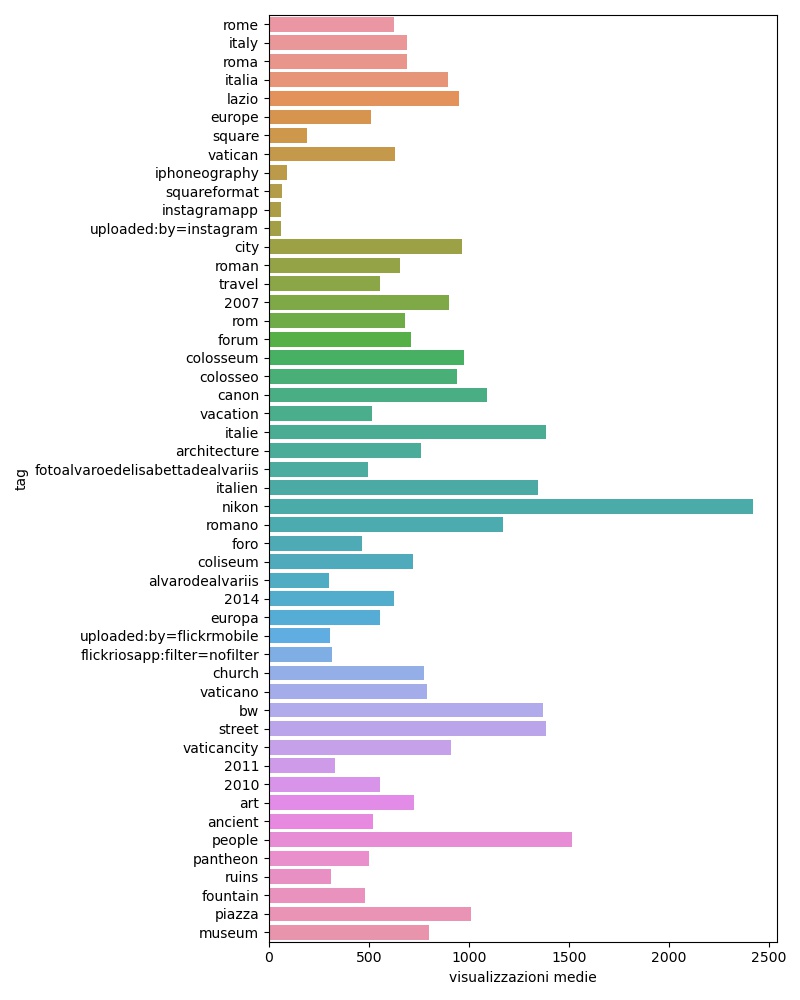 rome
italy
roma
italia
lazio
europe
square
vatican
iphoneography
squareformat
instagramapp
uploaded:by=instagram
city
roman
travel
2007
rom
forum
colosseum
colosseo
canon
vacation
italie
architecture
fotoalvaroedelisabettadealvariis
italien
nikon
romano
foro
coliseum
alvarodealvariis
2014
europa
uploaded:by=flickrmobile
flickriosapp:filter=nofilter
church
vaticano
bw
street
vaticancity
2011
2010
art
ancient
people
pantheon
ruins
fountain
piazza
museum
tag
0 500 1000 1500 2000 2500
visualizzazioni medie